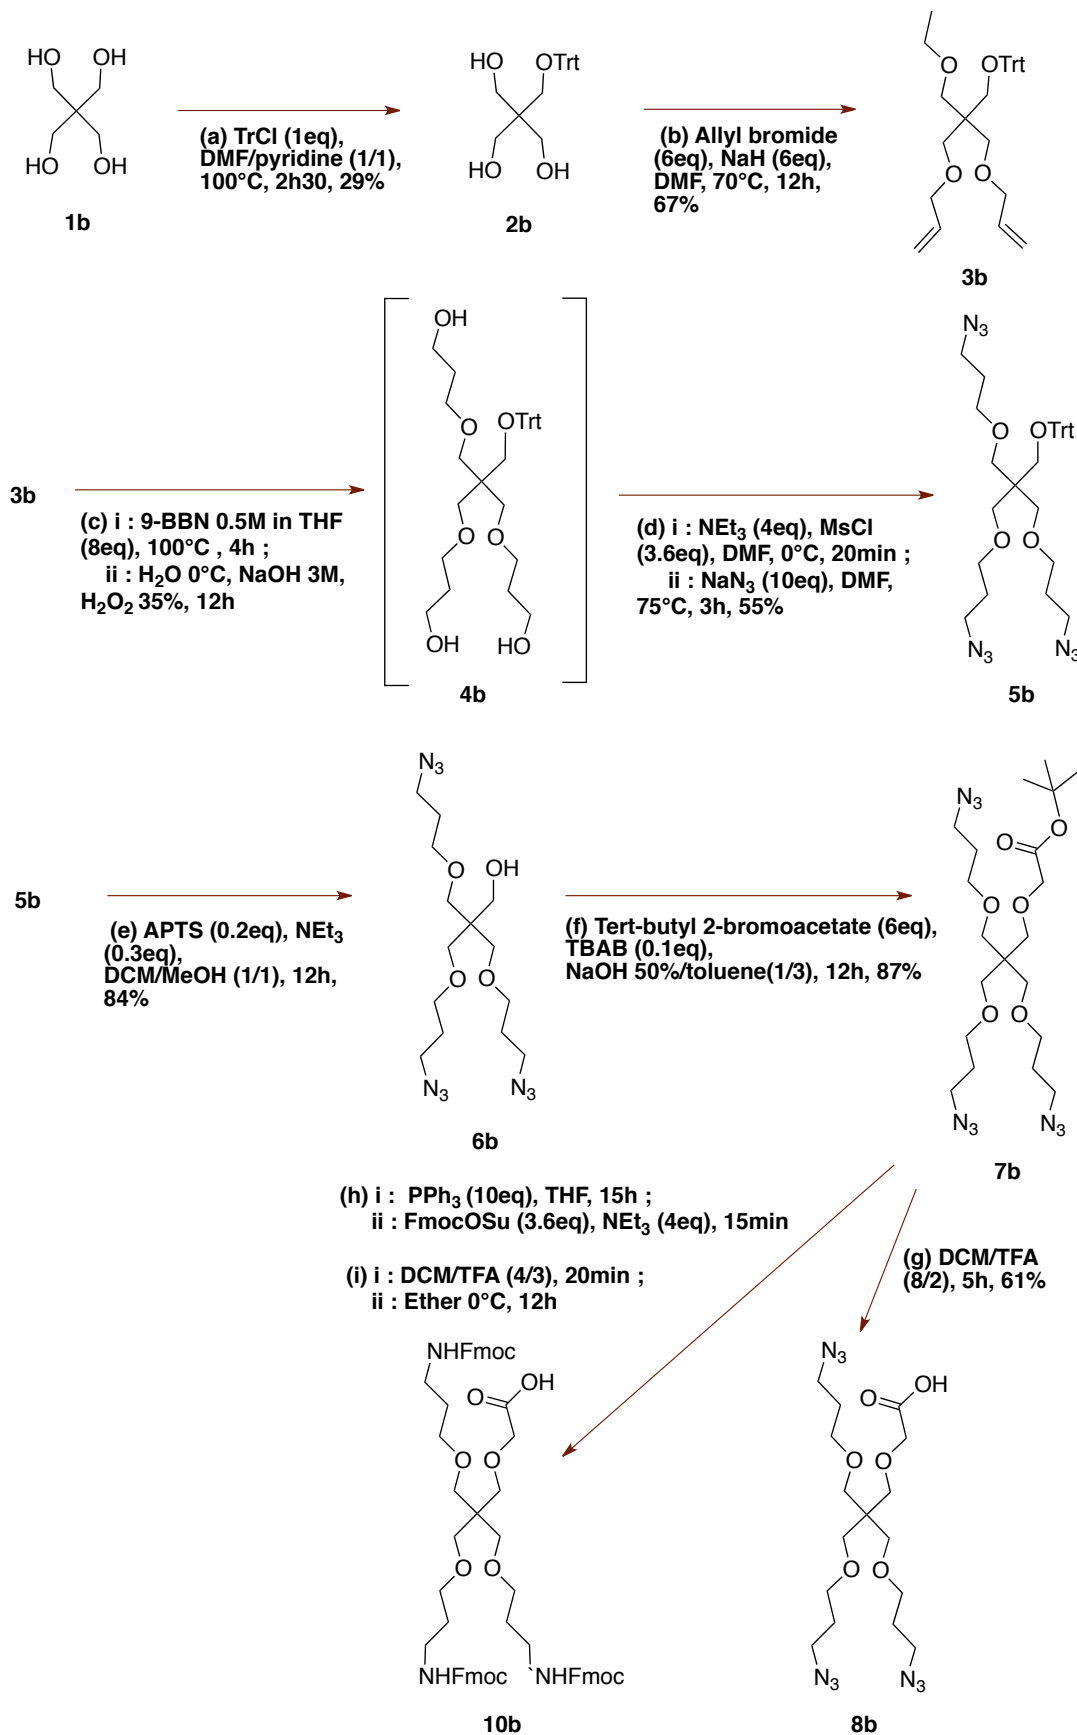 HO OH
HO OH
1b
(a) TrCl (1eq),
DMF/pyridine (1/1),
100°C, 2h30, 29%
HO OTrt
HO OH
2b
(b) Allyl bromide
(6eq), NaH (6eq),
DMF, 70°C, 12h,
67%
O OTrt
O O
3b
3b
(c) i : 9-BBN 0.5M in THF
(8eq), 100°C , 4h ;
ii : H₂O 0°C, NaOH 3M,
H₂O₂ 35%, 12h
OH
O OTrt
O O
OH HO
4b
(d) i : NEt₃ (4eq), MsCl
(3.6eq), DMF, 0°C, 20min ;
ii : NaN₃ (10eq), DMF,
75°C, 3h, 55%
N₃
O OTrt
O O
N₃ N₃
5b
5b
(e) APTS (0.2eq), NEt₃
(0.3eq),
DCM/MeOH (1/1), 12h,
84%
N₃
O OH
O O
N₃ N₃
6b
(f) Tert-butyl 2-bromoacetate (6eq),
TBAB (0.1eq),
NaOH 50%/toluene(1/3), 12h, 87%
N₃ O
O
O O
O O
N₃ N₃
7b
(h) i : PPh₃ (10eq), THF, 15h ;
ii : FmocOSu (3.6eq), NEt₃ (4eq), 15min
(i) i : DCM/TFA (4/3), 20min ;
ii : Ether 0°C, 12h
(g) DCM/TFA
(8/2), 5h, 61%
NHFmoc
O OH
O O
O O
NHFmoc NHFmoc
10b
N₃
O OH
O O
O O
N₃ N₃
8b